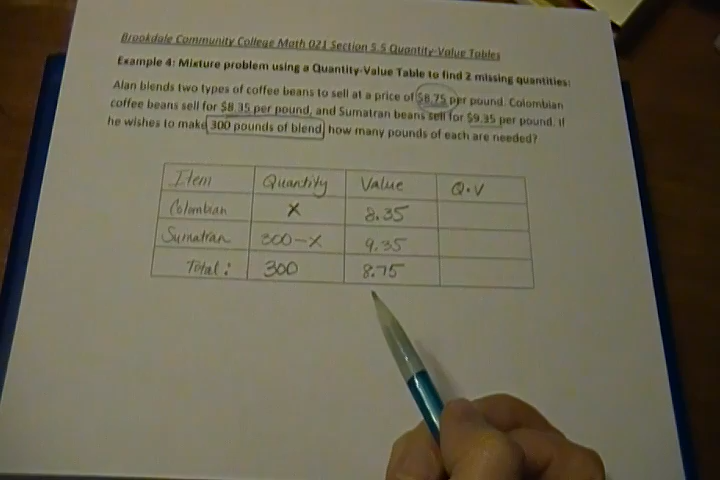 Brookdale Community College Math 021 Section 5.5 Quantity-Value Tables
Example 4: Mixture problem using a Quantity-Value Table to find 2 missing quantities:
Alan blends two types of coffee beans to sell at a price of $8.75 per pound. Colombian
coffee beans sell for $8.35 per pound, and Sumatran beans sell for $9.35 per pound. If
he wishes to make 300 pounds of blend, how many pounds of each are needed?
Item Quantity Value Q·V
Colombian X 8.35
Sumatran 300-X 9.35
Total: 300 8.75